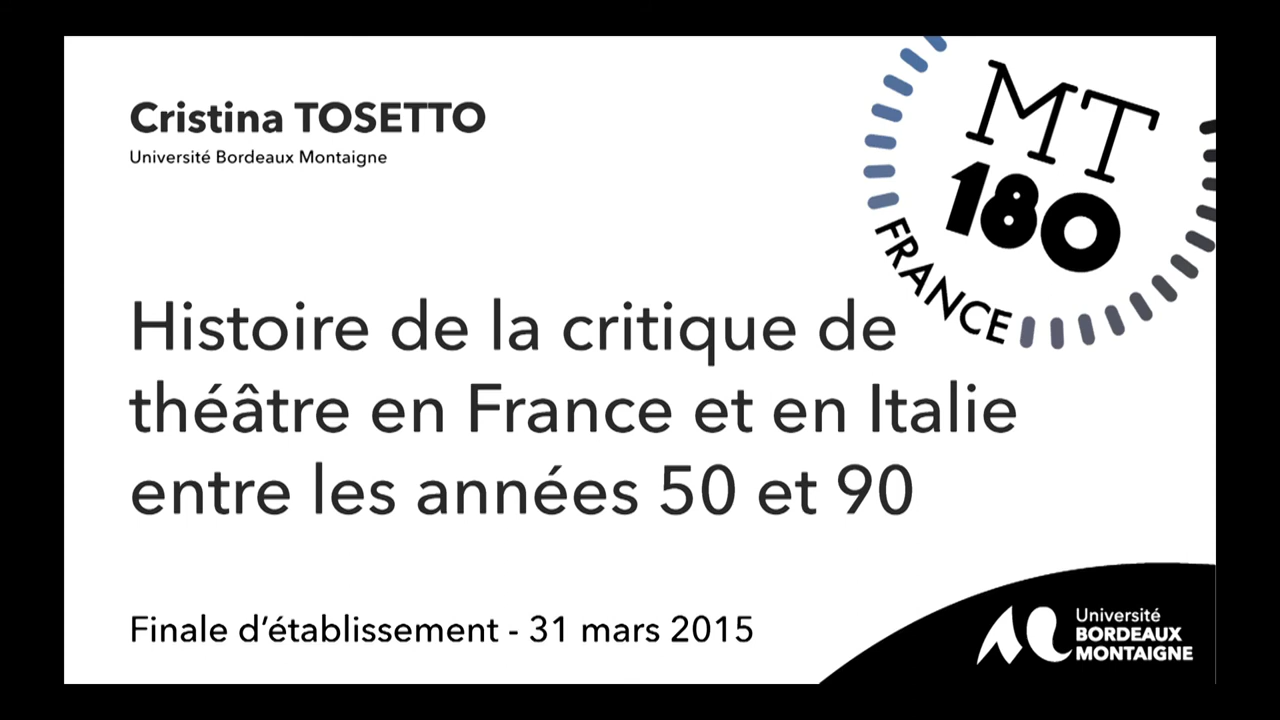 Cristina TOSETTO
Université Bordeaux Montaigne
MT
180
FRANCE
Histoire de la critique de
théâtre en France et en Italie
entre les années 50 et 90
Finale d'établissement - 31 mars 2015
Université
BORDEAUX
MONTAIGNE